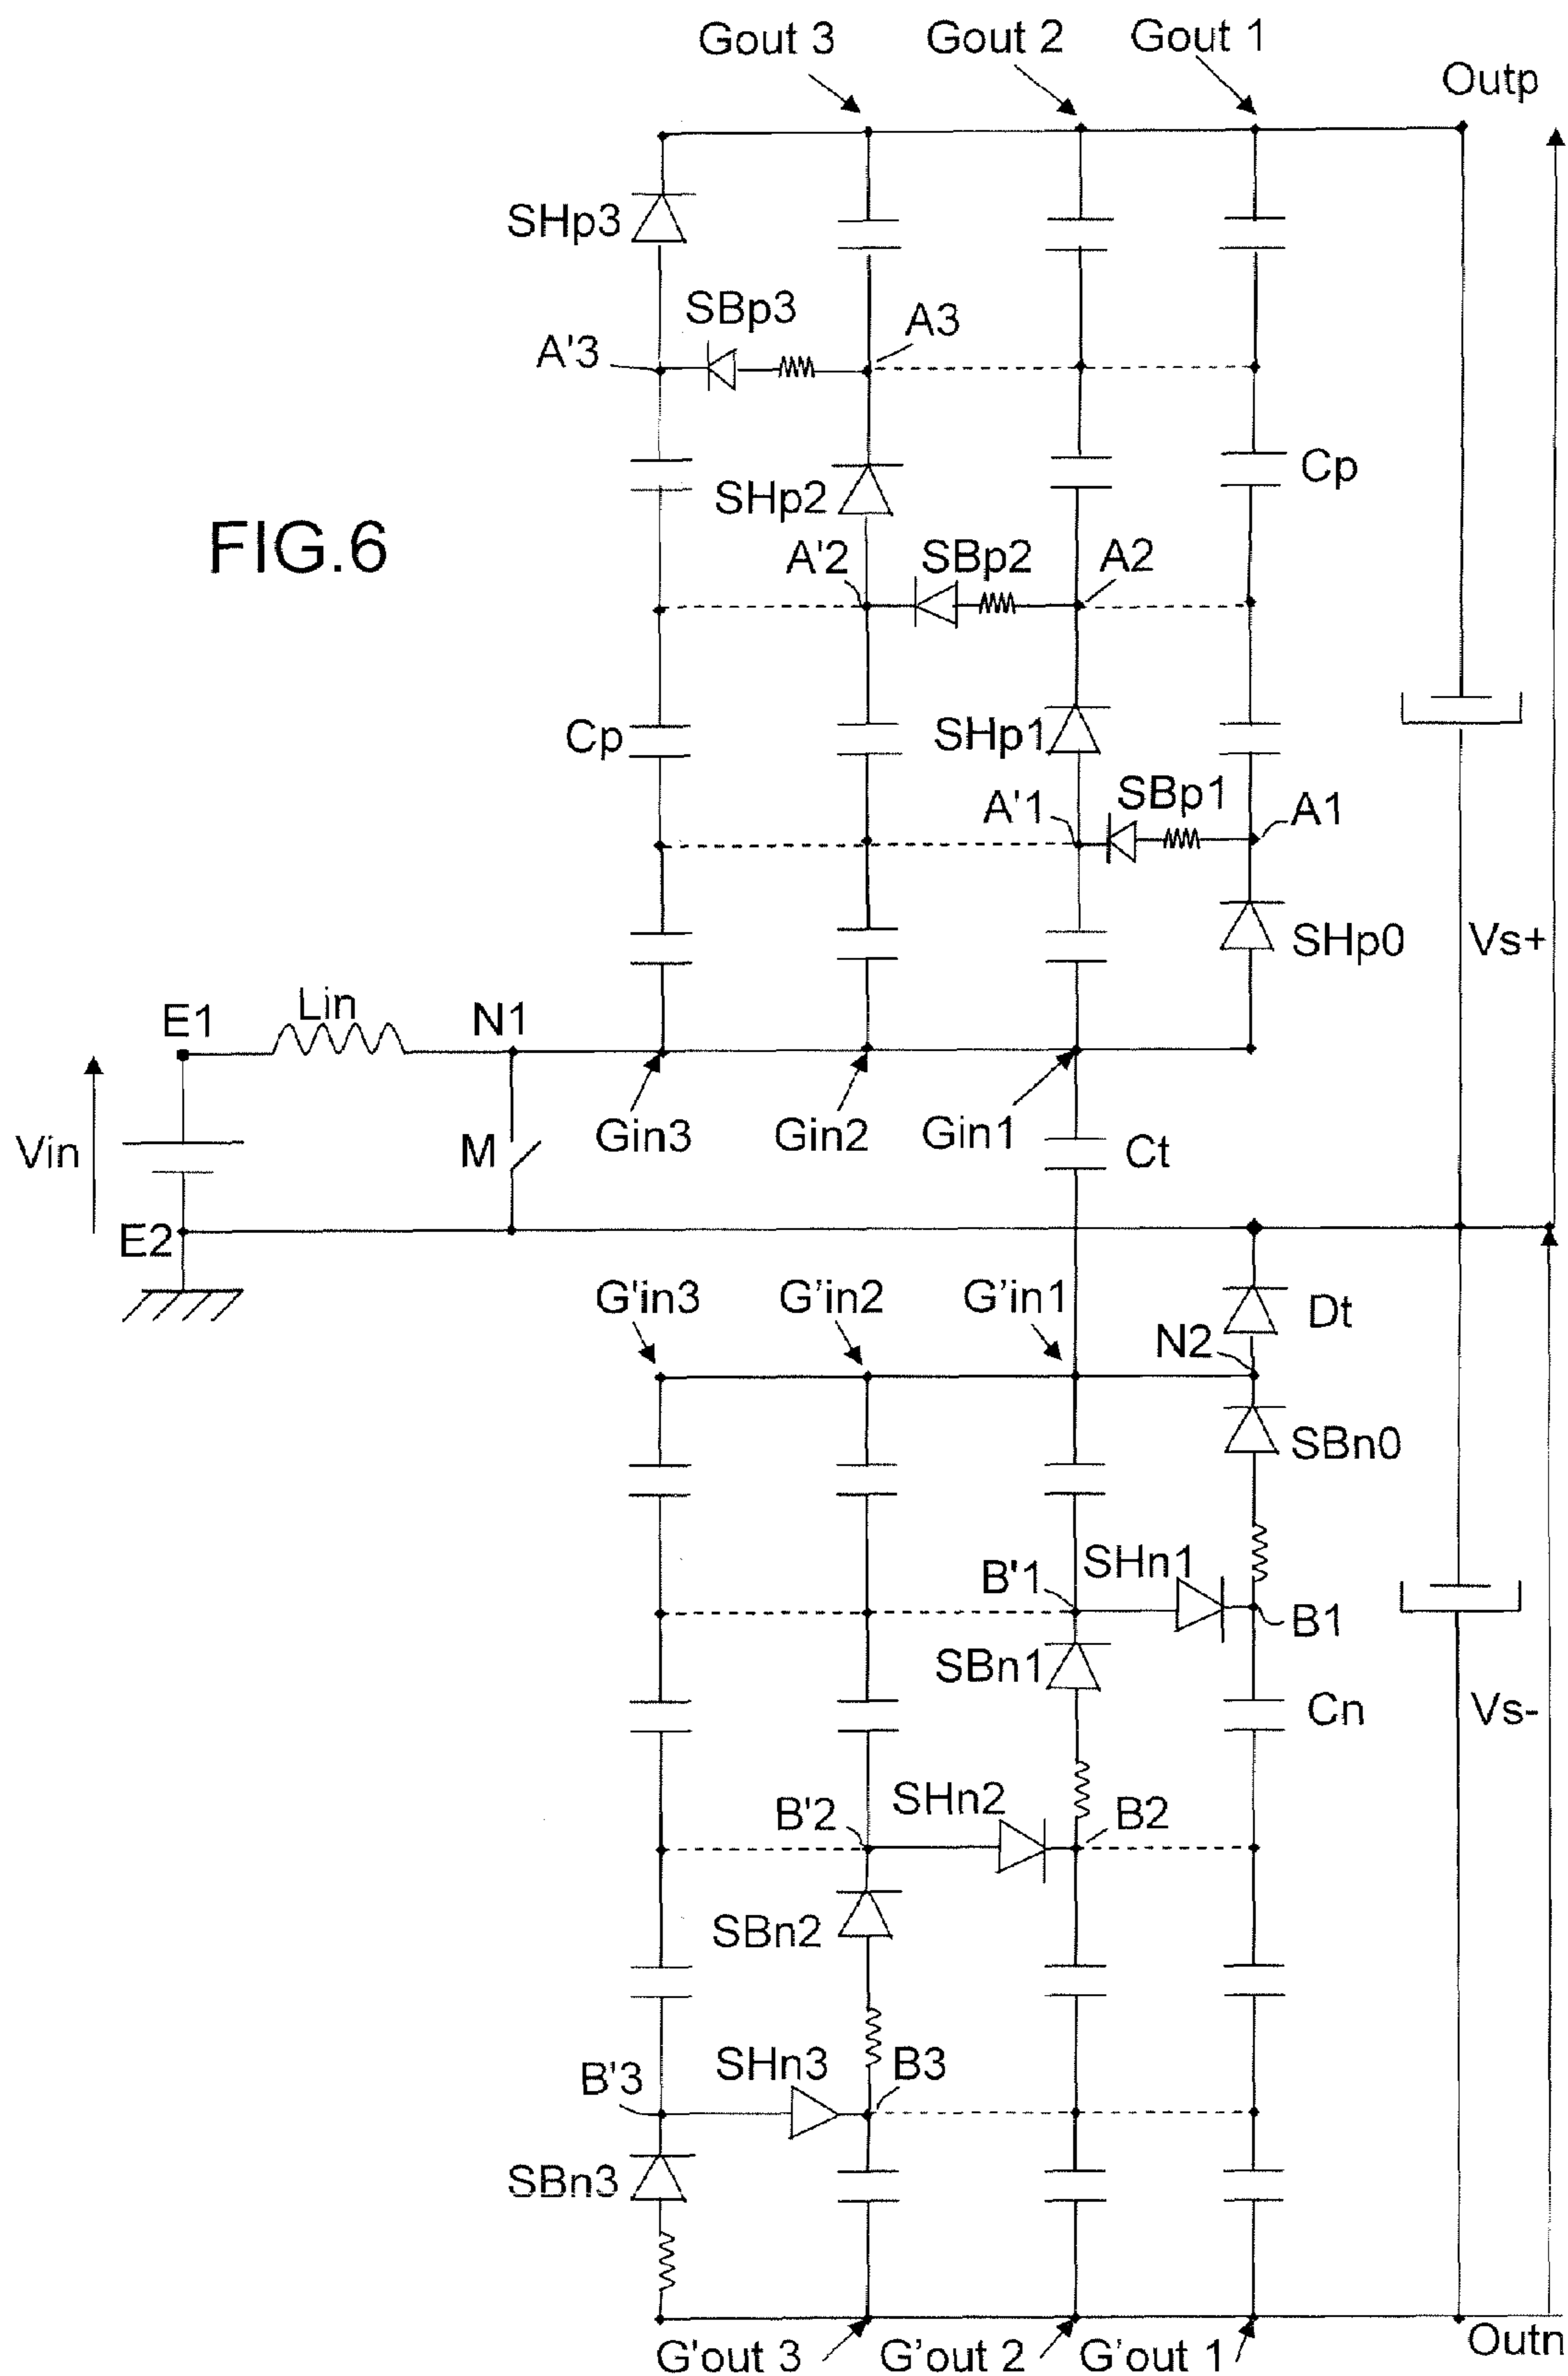 Gout 3
Gout 2
Gout 1
Outp
SHp3
SBp3
A3
A'3
Cp
SHp2
FIG.6
A'2
SBp2
A2
Cp
SHp1
SBp1
A'1
A1
SHp0
Vs+
E1
Lin
N1
Vin
M
Gin3
Gin2
Gin1
Ct
E2
G'in3
G'in2
G'in1
Dt
N2
SBn0
SHn1
B'1
B1
SBn1
Cn
Vs-
SHn2
B'2
B2
SBn2
SHn3
B3
B'3
SBn3
G'out 3
G'out 2
G'out 1
Outn